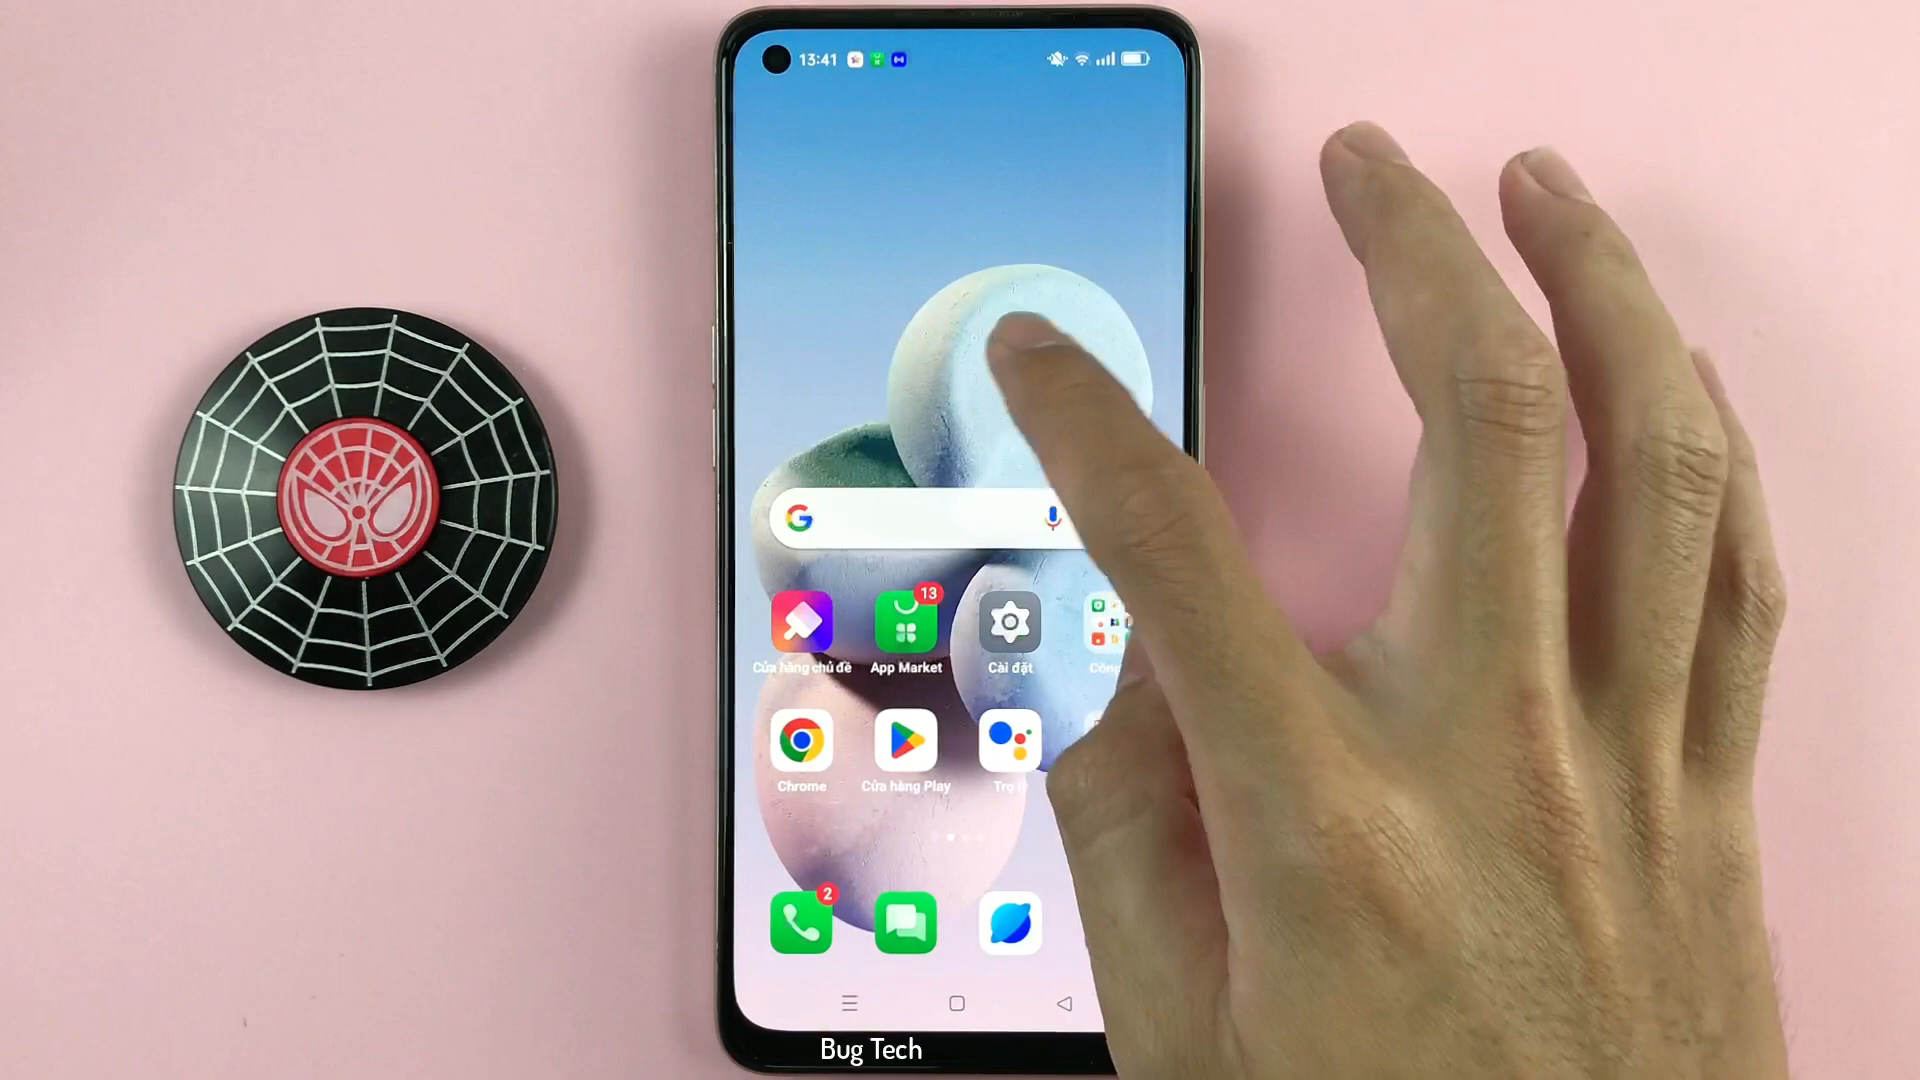 13:41
13
Cửa hàng chủ đề
App Market
Cài đặt
Chrome
Cửa hàng Play
2
Bug Tech